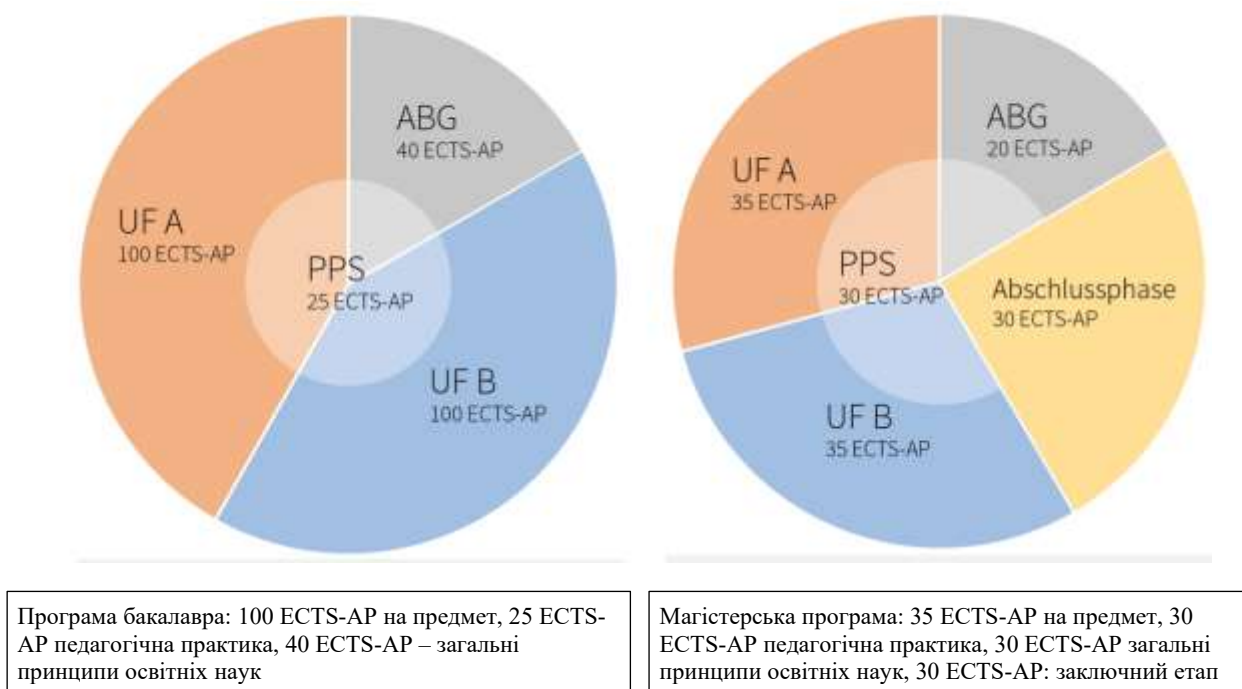 ABG
40 ECTS-AP
UF A
100 ECTS-AP
PPS
25 ECTS-AP
UF B
100 ECTS-AP
ABG
20 ECTS-AP
UF A
35 ECTS-AP
PPS
30 ECTS-AP
Abschlussphase
30 ECTS-AP
UF B
35 ECTS-AP
Програма бакалавра: 100 ECTS-AP на предмет, 25 ECTS-
AP педагогічна практика, 40 ECTS-AP – загальні
принципи освітніх наук
Магістерська програма: 35 ECTS-AP на предмет, 30
ECTS-AP педагогічна практика, 30 ECTS-AP загальні
принципи освітніх наук, 30 ECTS-AP: заключний етап